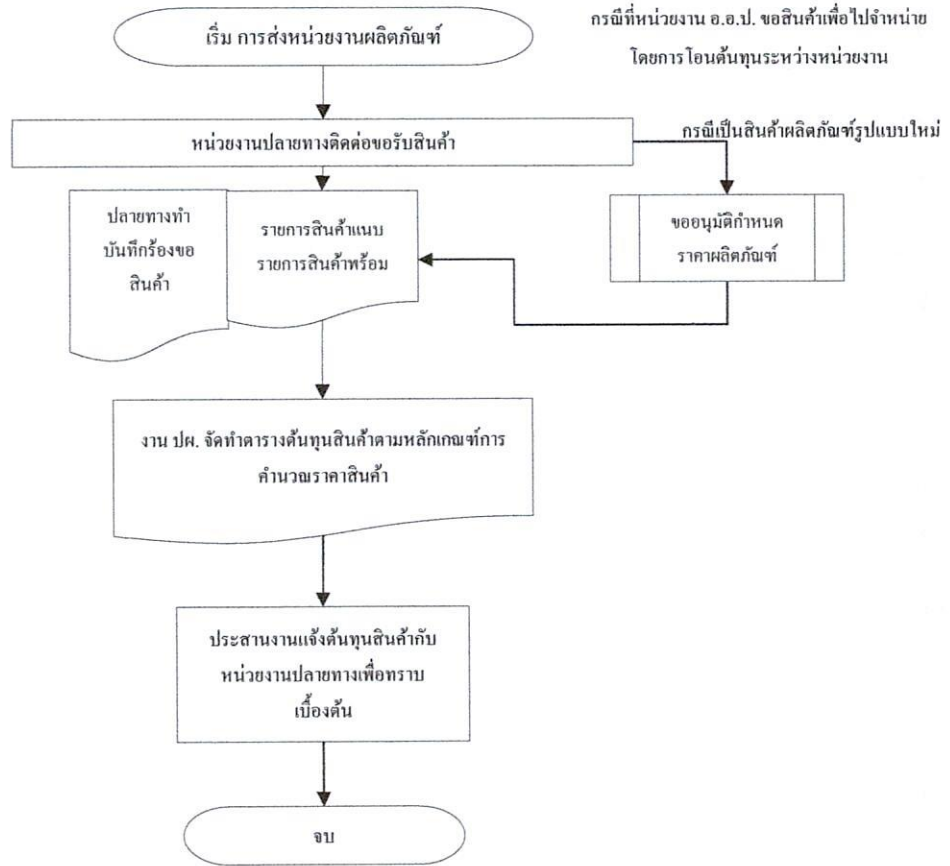 เริ่ม การส่งหน่วยงานผลิตภัณฑ์
กรณีที่หน่วยงาน อ.อ.ป. ขอสินค้าเพื่อไปจำหน่าย
โดยการโอนต้นทุนระหว่างหน่วยงาน
หน่วยงานปลายทางติดต่อขอรับสินค้า
กรณีเป็นสินค้าผลิตภัณฑ์รูปแบบใหม่
ปลายทางทำ
บันทึกร้องขอ
สินค้า
รายการสินค้าแนบ
รายการสินค้าพร้อม
ขออนุมัติกำหนด
ราคาผลิตภัณฑ์
งาน ปผ. จัดทำตารางต้นทุนสินค้าตามหลักเกณฑ์การ
คำนวณราคาสินค้า
ประสานงานแจ้งต้นทุนสินค้ากับ
หน่วยงานปลายทางเพื่อทราบ
เบื้องต้น
จบ